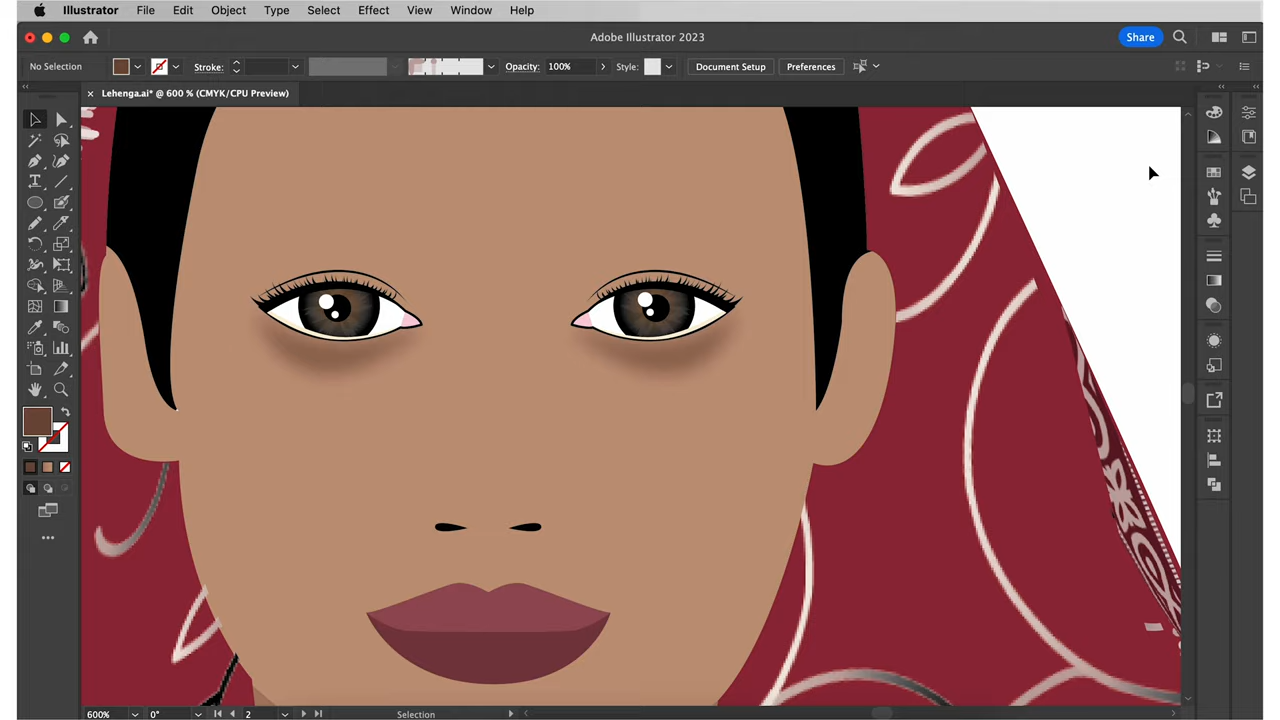 Illustrator File Edit Object Type Select Effect View Window Help
Adobe Illustrator 2023
Share
No Selection
Stroke:
Opacity: 100%
Style:
Document Setup
Preferences
× Lehenga.ai* @ 600 % (CMYK/CPU Preview)
600%
0°
2
Selection